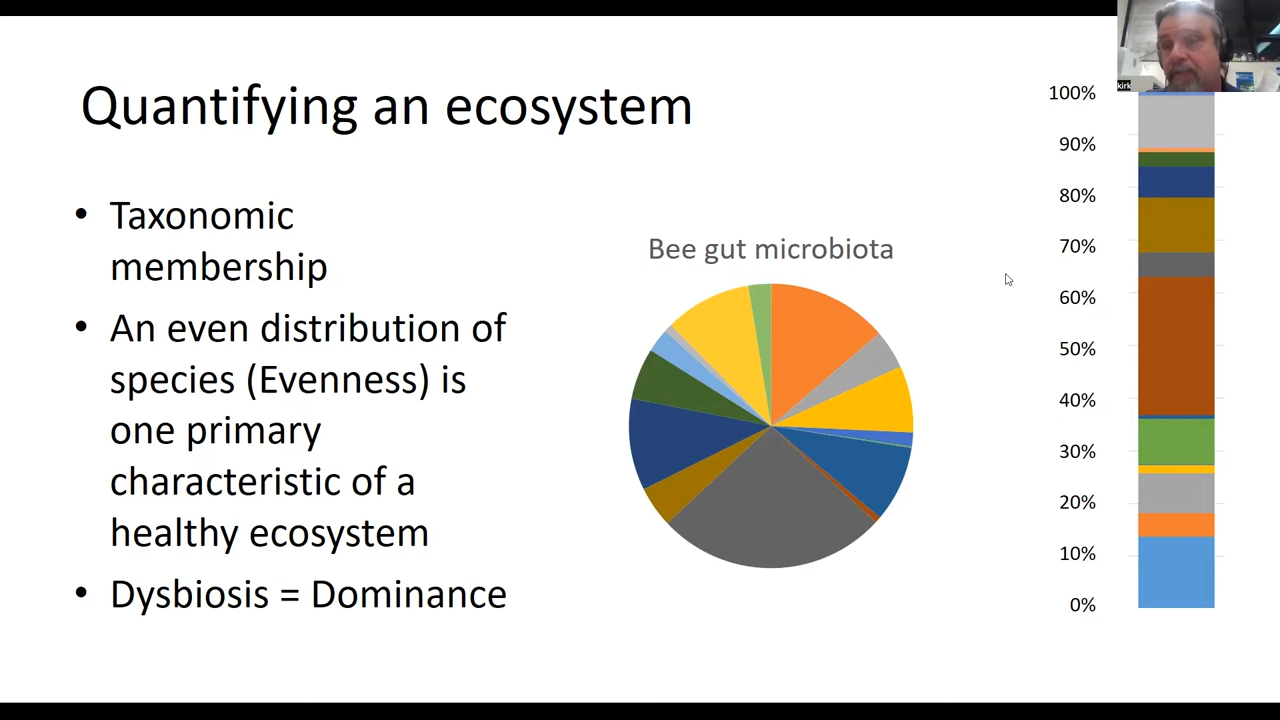 Quantifying an ecosystem
• Taxonomic
membership
• An even distribution of
species (Evenness) is
one primary
characteristic of a
healthy ecosystem
• Dysbiosis = Dominance
Bee gut microbiota
100%
90%
80%
70%
60%
50%
40%
30%
20%
10%
0%
kirk